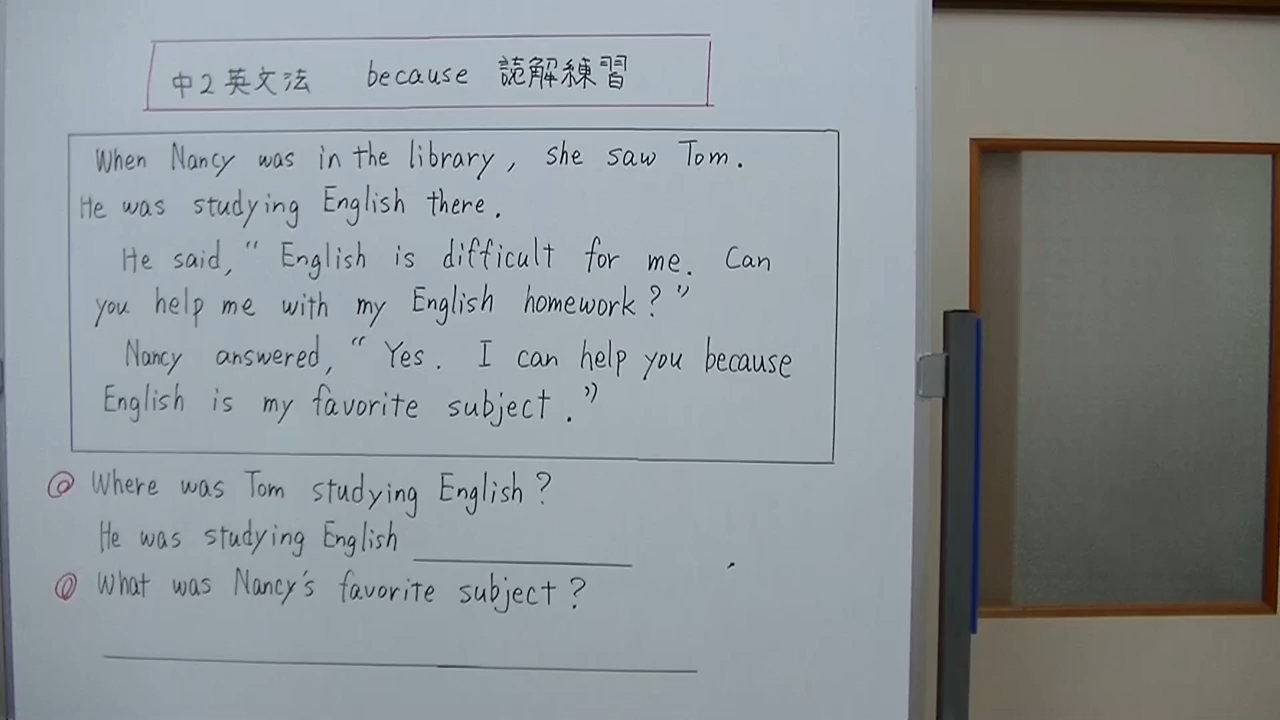 中2英文法 because 読解練習
When Nancy was in the library, she saw Tom.
He was studying English there.
He said, “English is difficult for me. Can
you help me with my English homework?”
Nancy answered, “Yes. I can help you because
English is my favorite subject.”
Where was Tom studying English?
He was studying English
What was Nancy's favorite subject?